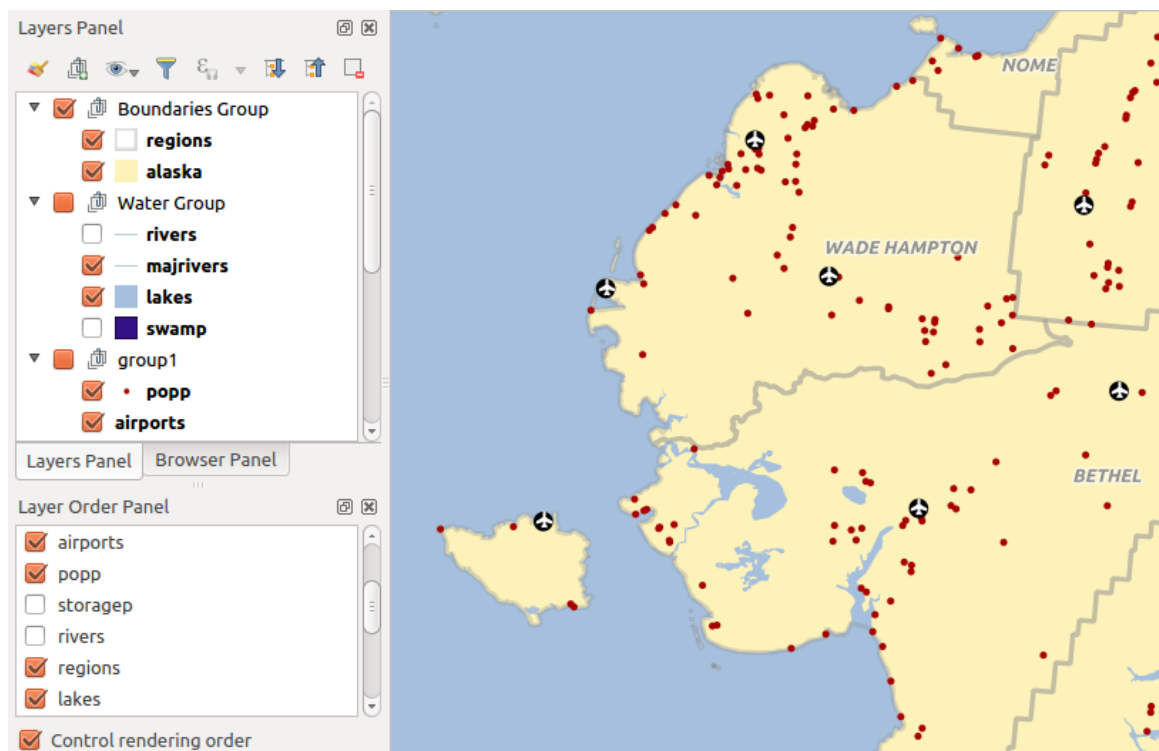 Layers Panel
Boundaries Group
regions
alaska
Water Group
rivers
majrivers
lakes
swamp
group1
popp
airports
Layers Panel
Browser Panel
Layer Order Panel
airports
popp
storagep
rivers
regions
lakes
Control rendering order
NOME
WADE HAMPTON
BETHEL